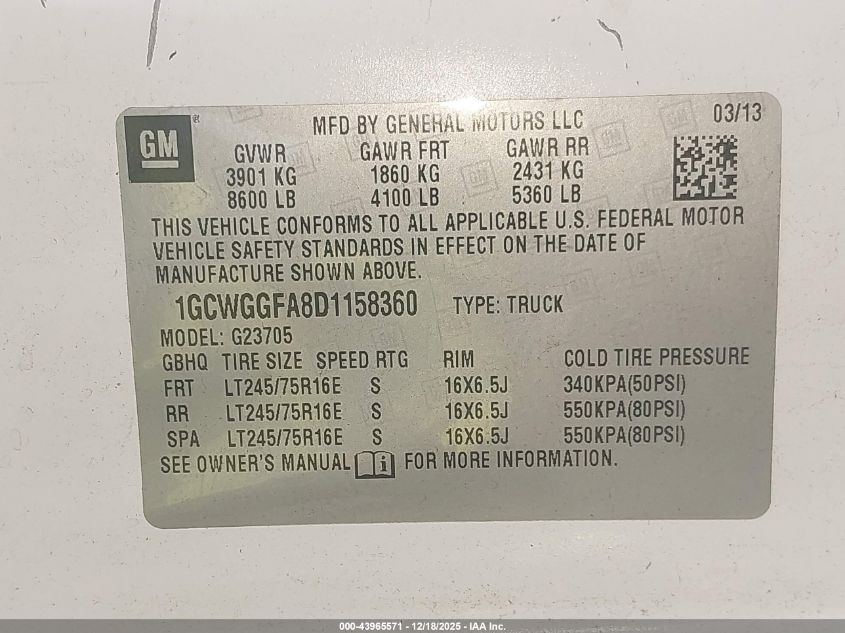 GM
®
MFD BY GENERAL MOTORS LLC
03/13
GVWR GAWR FRT GAWR RR
3901 KG 1860 KG 2431 KG
8600 LB 4100 LB 5360 LB
THIS VEHICLE CONFORMS TO ALL APPLICABLE U.S. FEDERAL MOTOR
VEHICLE SAFETY STANDARDS IN EFFECT ON THE DATE OF
MANUFACTURE SHOWN ABOVE.
1GCWGGFA8D1158360 TYPE: TRUCK
MODEL: G23705
GBHQ TIRE SIZE SPEED RTG RIM COLD TIRE PRESSURE
FRT LT245/75R16E S 16X6.5J 340KPA(50PSI)
RR LT245/75R16E S 16X6.5J 550KPA(80PSI)
SPA LT245/75R16E S 16X6.5J 550KPA(80PSI)
SEE OWNER'S MANUAL i FOR MORE INFORMATION.
000-43965571 - 12/18/2025 - IAA Inc.